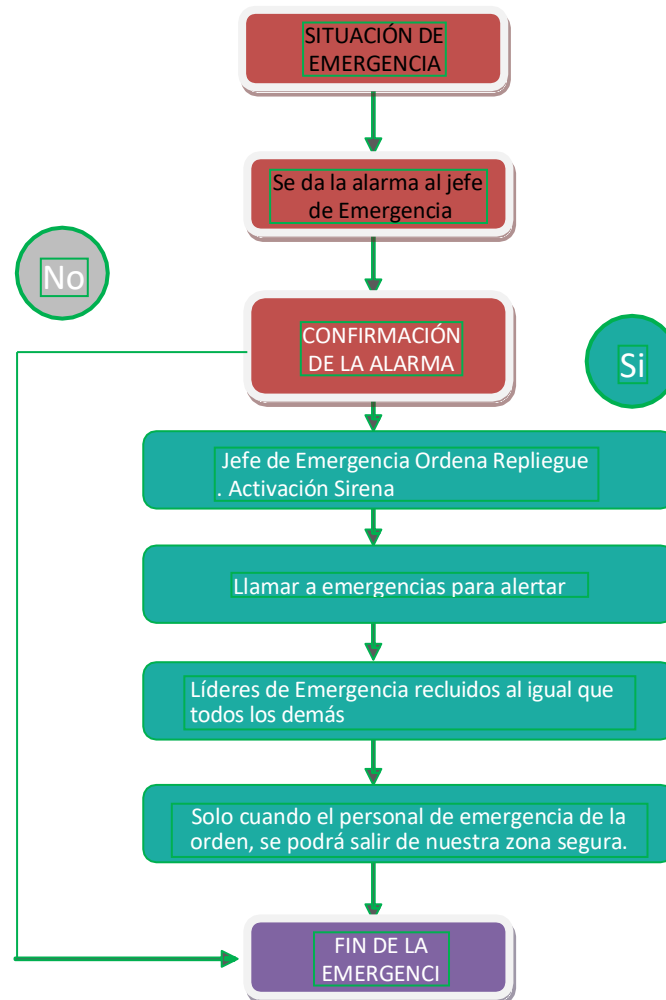 SITUACIÓN DE
EMERGENCIA
Se da la alarma al jefe
de Emergencia
No
CONFIRMACIÓN
DE LA ALARMA
Si
Jefe de Emergencia Ordena Repliegue
. Activación Sirena
Llamar a emergencias para alertar
Líderes de Emergencia recluidos al igual que
todos los demás
Solo cuando el personal de emergencia de la
orden, se podrá salir de nuestra zona segura.
FIN DE LA
EMERGENCI